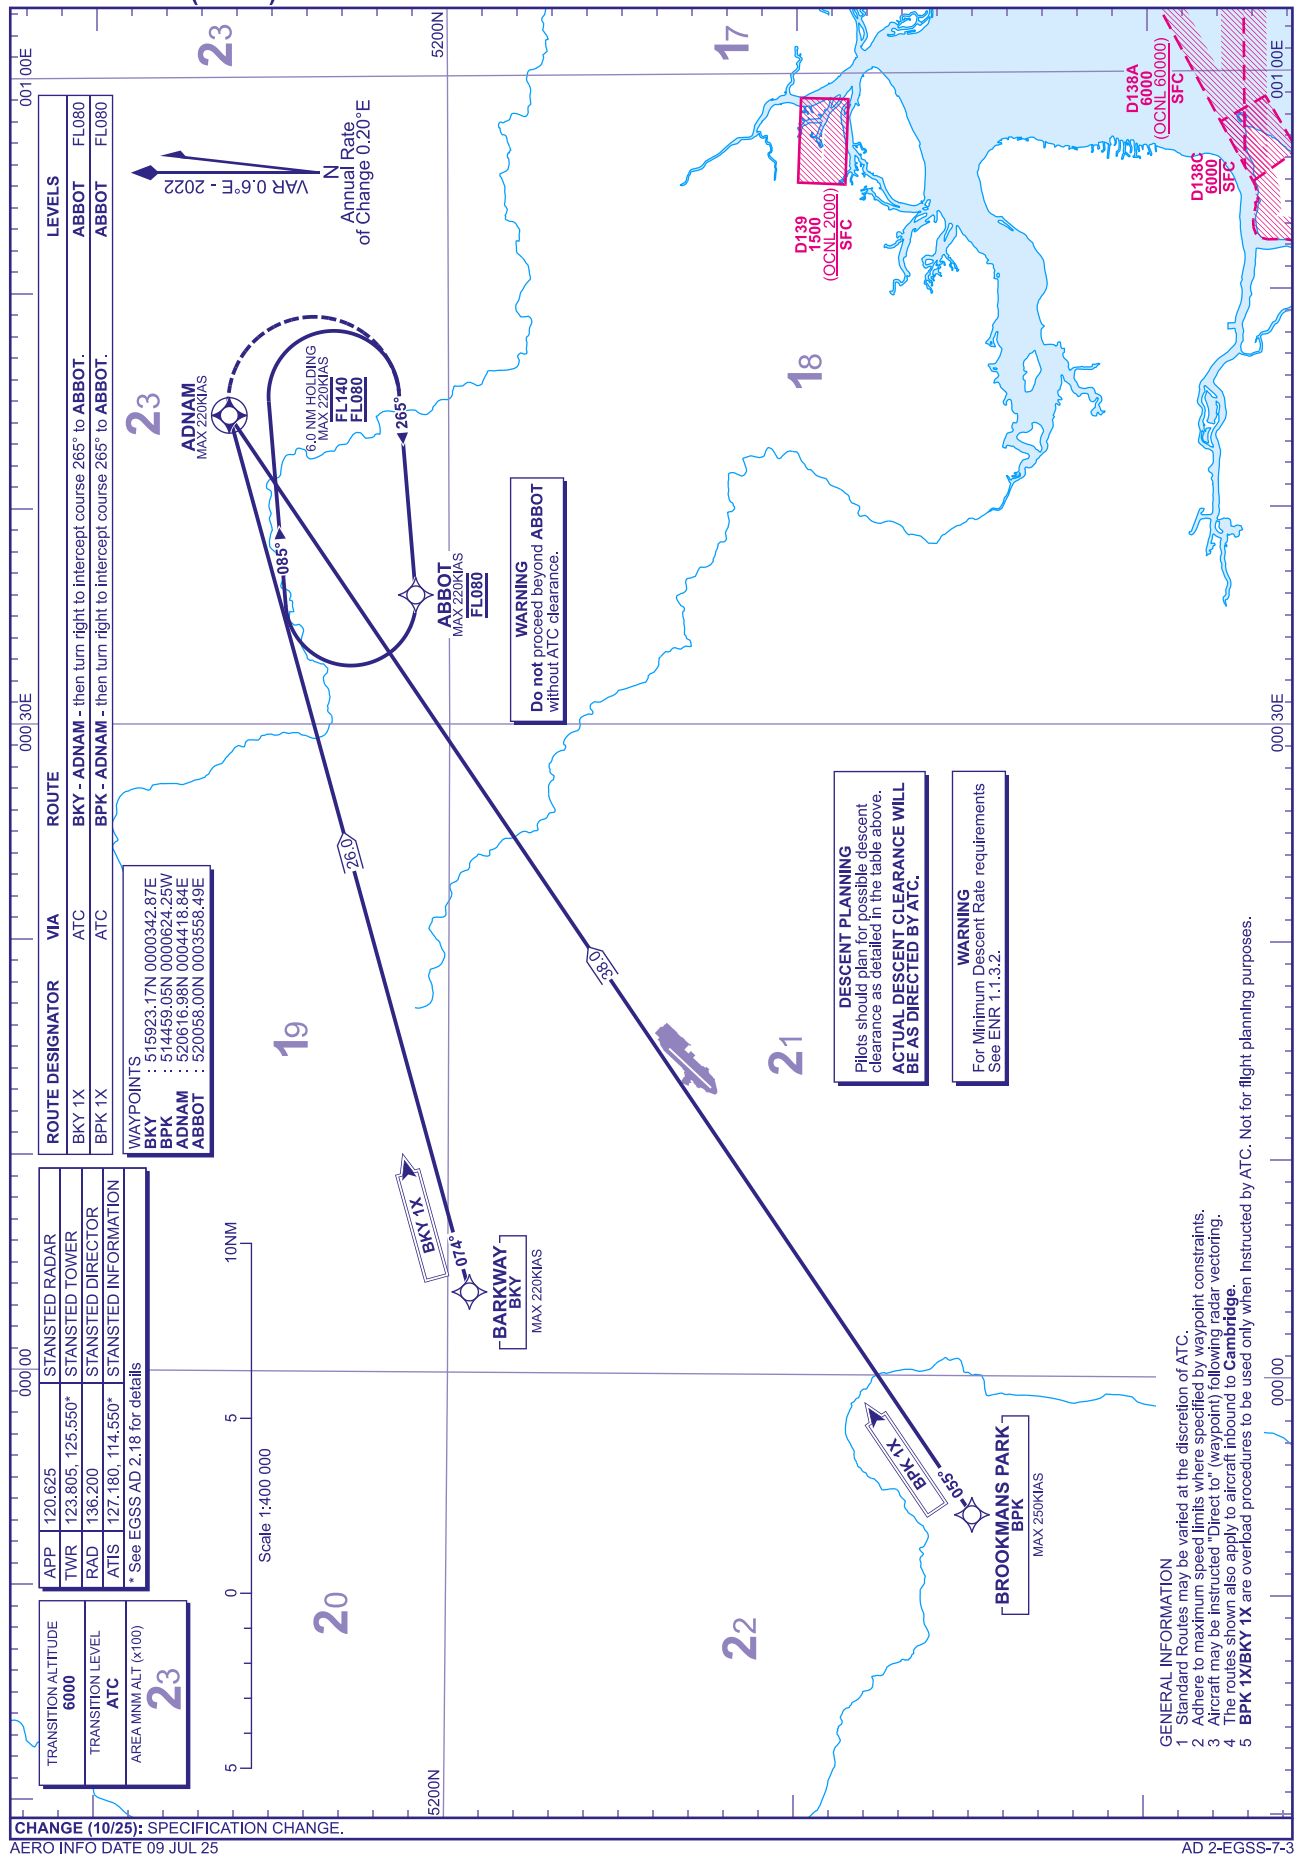 TRANSITION ALTITUDE
6000
TRANSITION LEVEL
ATC
AREA MNM ALT (x100)
23
APP 120.625 STANSTED RADAR
TWR 123.805, 125.550* STANSTED TOWER
RAD 136.200 STANSTED DIRECTOR
ATIS 127.180, 114.550* STANSTED INFORMATION
* See EGSS AD 2.18 for details
ROUTE DESIGNATOR VIA ROUTE LEVELS
BKY 1X ATC BKY - ADNAM - then turn right to intercept course 265° to ABBOT. ABBOT FL080
BPK 1X ATC BPK - ADNAM - then turn right to intercept course 265° to ABBOT. ABBOT FL080
WAYPOINTS
BKY : 515923.17N 0000342.87E
BPK : 514459.05N 0000624.25W
ADNAM : 520616.98N 0004418.84E
ABBOT : 520058.00N 0003558.49E
000 00
000 30E
001 00E
5
0
5
10NM
Scale 1:400 000
VAR 0.6°E - 2022
N
Annual Rate
of Change 0.20°E
23
23
17
19
20
18
21
22
5200N
5200N
ADNAM
MAX 220KIAS
6.0 NM HOLDING
MAX 220KIAS
FL140
FL080
085°
265°
ABBOT
MAX 220KIAS
FL080
WARNING
Do not proceed beyond ABBOT
without ATC clearance.
26.0
38.0
BKY 1X
074°
BARKWAY
BKY
MAX 220KIAS
BPK 1X
055°
BROOKMANS PARK
BPK
MAX 250KIAS
D139
1500
(OCNL 2000)
SFC
D138A
6000
(OCNL 60000)
SFC
D138C
6000
SFC
DESCENT PLANNING
Pilots should plan for possible descent
clearance as detailed in the table above.
ACTUAL DESCENT CLEARANCE WILL
BE AS DIRECTED BY ATC.
WARNING
For Minimum Descent Rate requirements
See ENR 1.1.3.2.
GENERAL INFORMATION
1 Standard Routes may be varied at the discretion of ATC.
2 Adhere to maximum speed limits where specified by waypoint constraints.
3 Aircraft may be instructed "Direct to" (waypoint) following radar vectoring.
4 The routes shown also apply to aircraft inbound to Cambridge.
5 BPK 1X/BKY 1X are overload procedures to be used only when instructed by ATC. Not for flight planning purposes.
000 00
000 30E
001 00E
CHANGE (10/25): SPECIFICATION CHANGE.
AERO INFO DATE 09 JUL 25
AD 2-EGSS-7-3